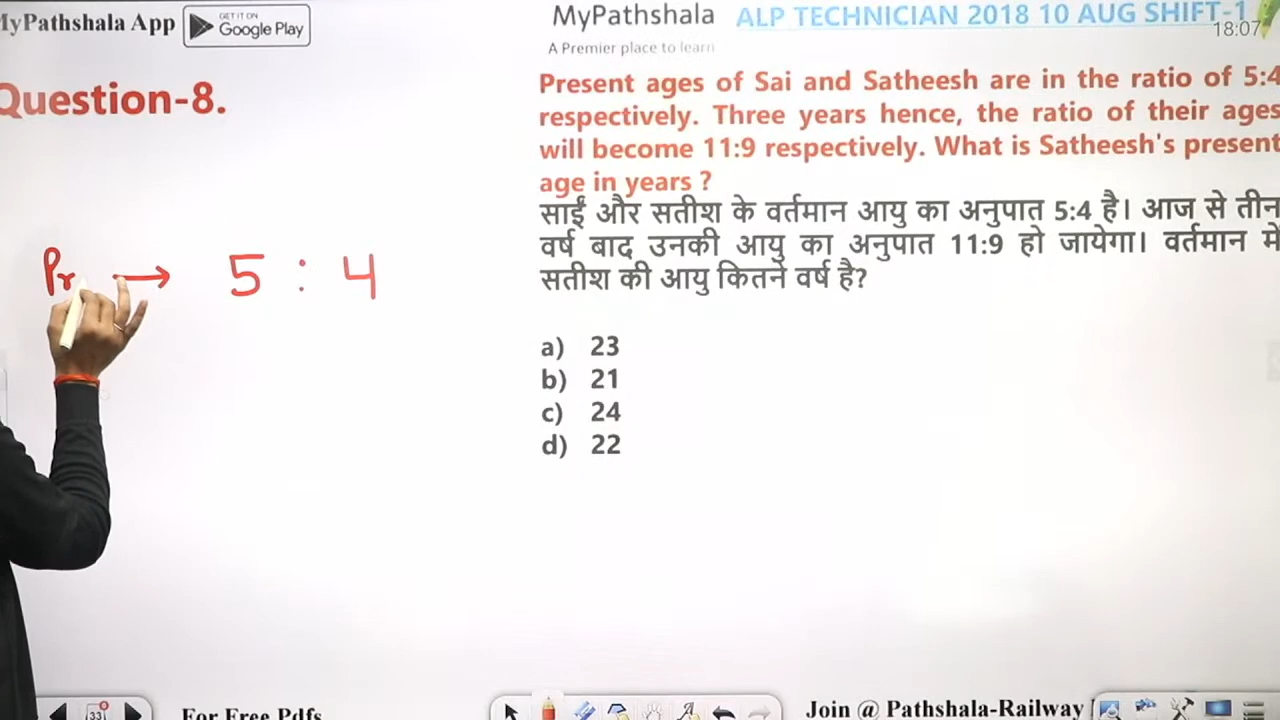 MyPathshala App
GET IT ON
Google Play
MyPathshala
A Premier place to learn
ALP TECHNICIAN 2018 10 AUG SHIFT-1
18:07
Question-8.
Present ages of Sai and Satheesh are in the ratio of 5:4
respectively. Three years hence, the ratio of their ages
will become 11:9 respectively. What is Satheesh's present
age in years ?
साईं और सतीश के वर्तमान आयु का अनुपात 5:4 है। आज से तीन
वर्ष बाद उनकी आयु का अनुपात 11:9 हो जायेगा। वर्तमान में
सतीश की आयु कितने वर्ष है?
Pr → 5 : 4
a) 23
b) 21
c) 24
d) 22
33
For Free Pdfs
Join @ Pathshala-Railway